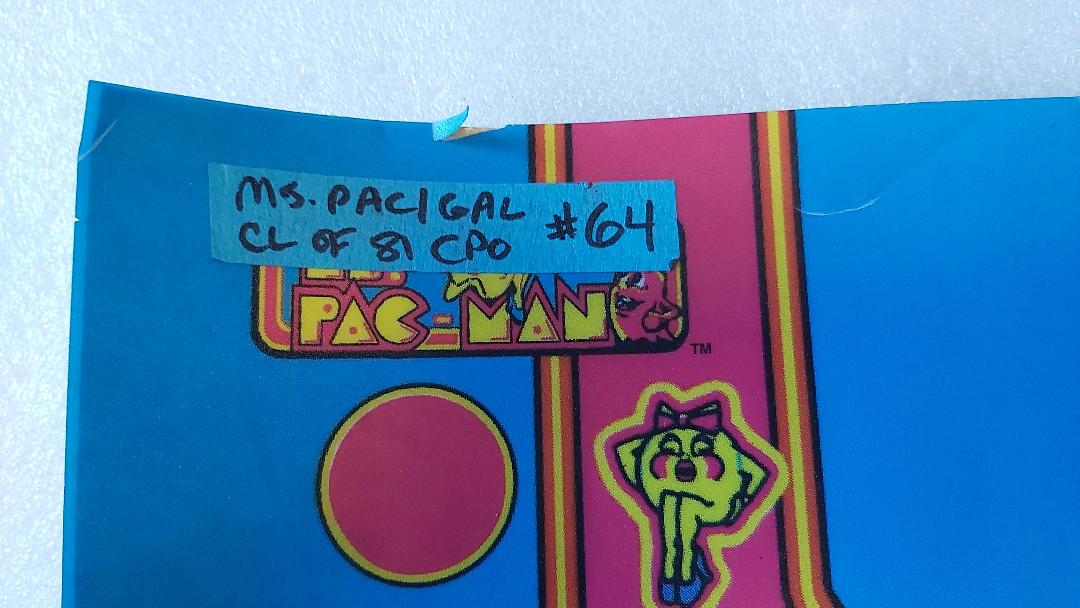 Ms. PAC/GAL
CL OF 81 CPO #64
PAC-MAN
TM